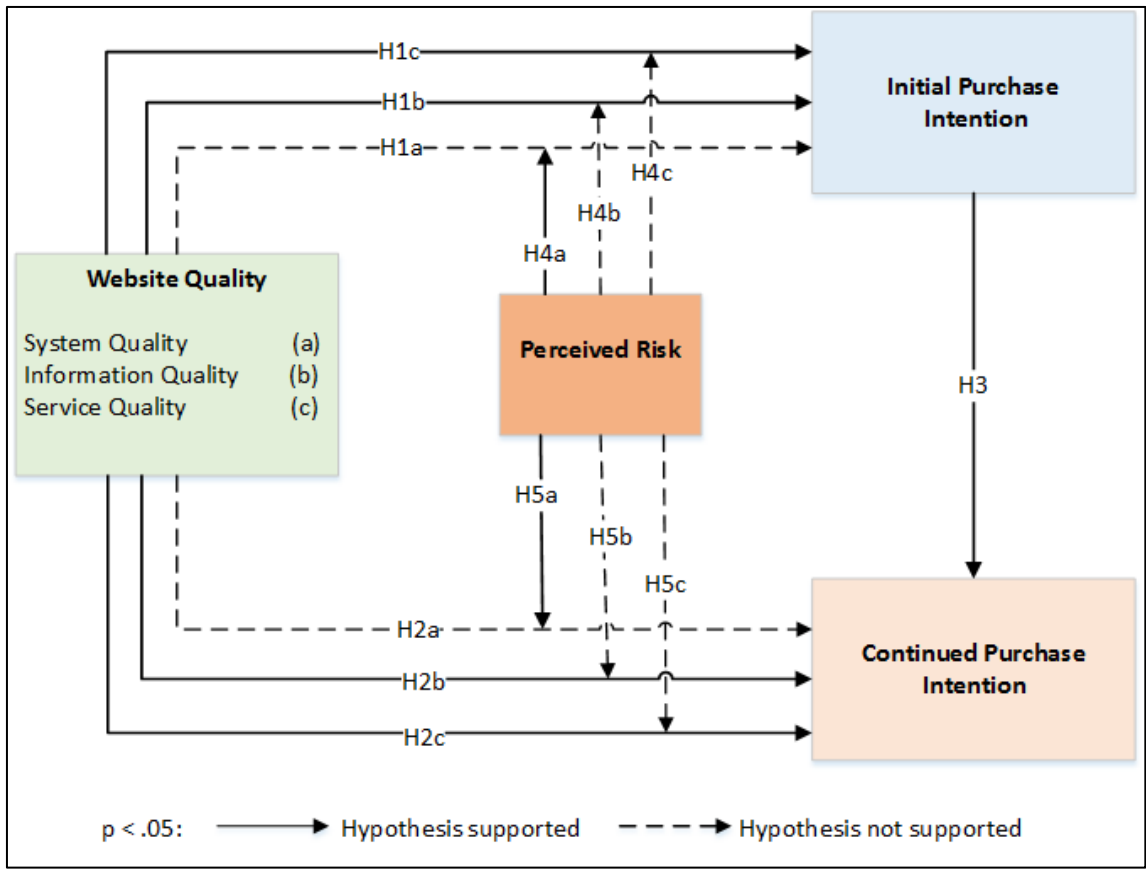 H1c
Initial Purchase
Intention
H1b
H1a
H4c
H4b
H4a
Website Quality
System Quality (a)
Information Quality (b)
Service Quality (c)
Perceived Risk
H3
H5a
H5b
H5c
H2a
Continued Purchase
Intention
H2b
H2c
p < .05: Hypothesis supported Hypothesis not supported